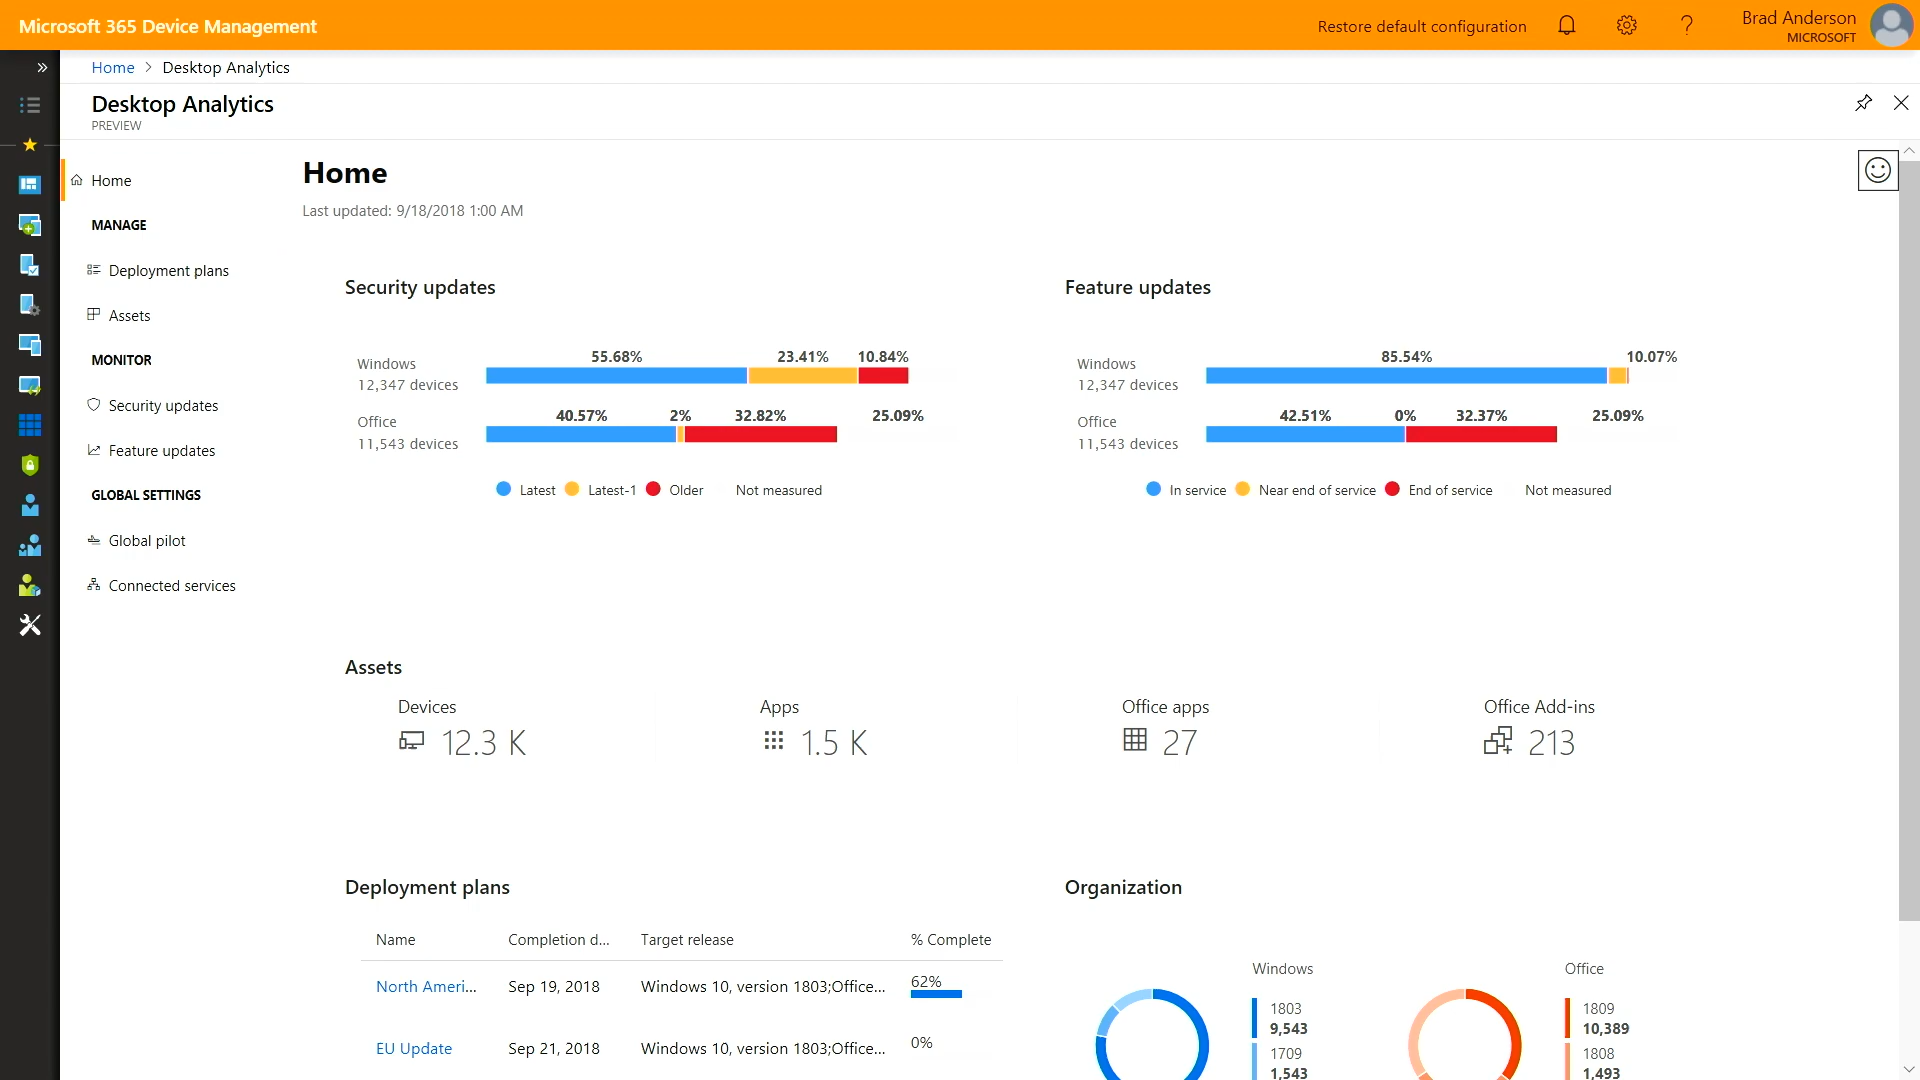 Microsoft 365 Device Management
Restore default configuration
?
Brad Anderson
MICROSOFT
Home > Desktop Analytics
Desktop Analytics
PREVIEW
Home
MANAGE
Deployment plans
Assets
MONITOR
Security updates
Feature updates
GLOBAL SETTINGS
Global pilot
Connected services
Home
Last updated: 9/18/2018 1:00 AM
Security updates
55.68% 23.41% 10.84%
Windows
12,347 devices
40.57% 2% 32.82% 25.09%
Office
11,543 devices
Latest Latest-1 Older Not measured
Feature updates
85.54% 10.07%
Windows
12,347 devices
42.51% 0% 32.37% 25.09%
Office
11,543 devices
In service Near end of service End of service Not measured
Assets
Devices
12.3 K
Apps
1.5 K
Office apps
27
Office Add-ins
213
Deployment plans
Name Completion d... Target release % Complete
North Ameri... Sep 19, 2018 Windows 10, version 1803;Office... 62%
EU Update Sep 21, 2018 Windows 10, version 1803;Office... 0%
Organization
Windows
1803
9,543
1709
1,543
Office
1809
10,389
1808
1,493